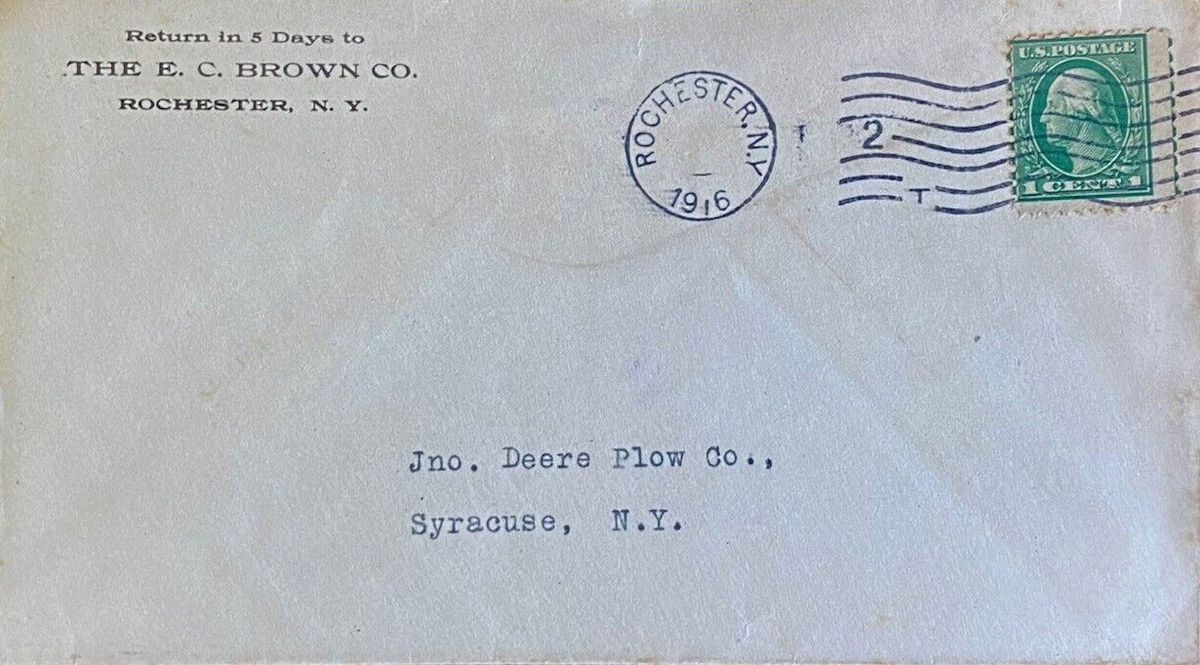 Return in 5 Days to
THE E. C. BROWN CO.
ROCHESTER, N. Y.
ROCHESTER, N.Y
1916
2
T
U.S. POSTAGE
1 CENT 1
Jno. Deere Plow Co.,
Syracuse, N.Y.